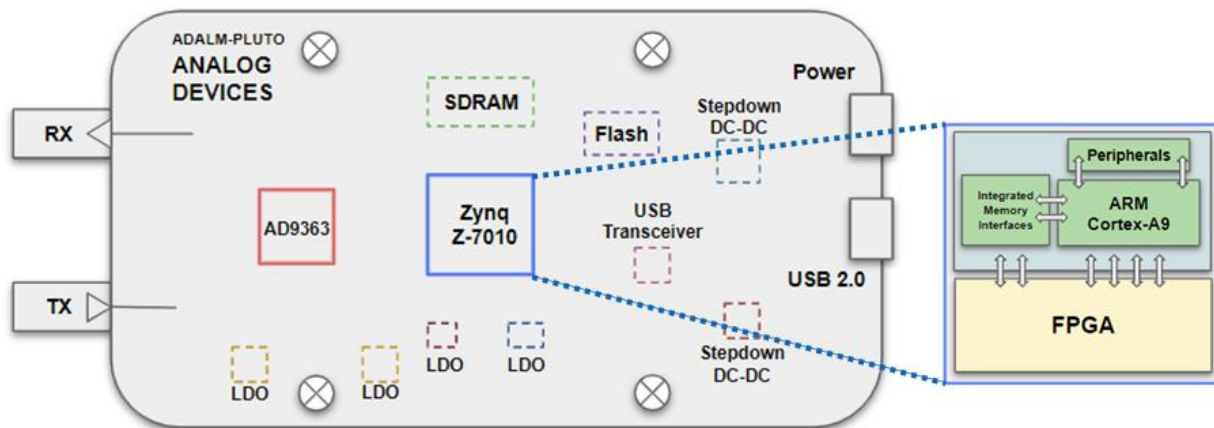 ADALM-PLUTO
ANALOG
DEVICES
RX
TX
AD9363
SDRAM
Flash
Zynq
Z-7010
Stepdown
DC-DC
Power
USB
Transceiver
USB 2.0
Stepdown
DC-DC
LDO
LDO
LDO
LDO
Peripherals
Integrated
Memory
Interfaces
ARM
Cortex-A9
FPGA